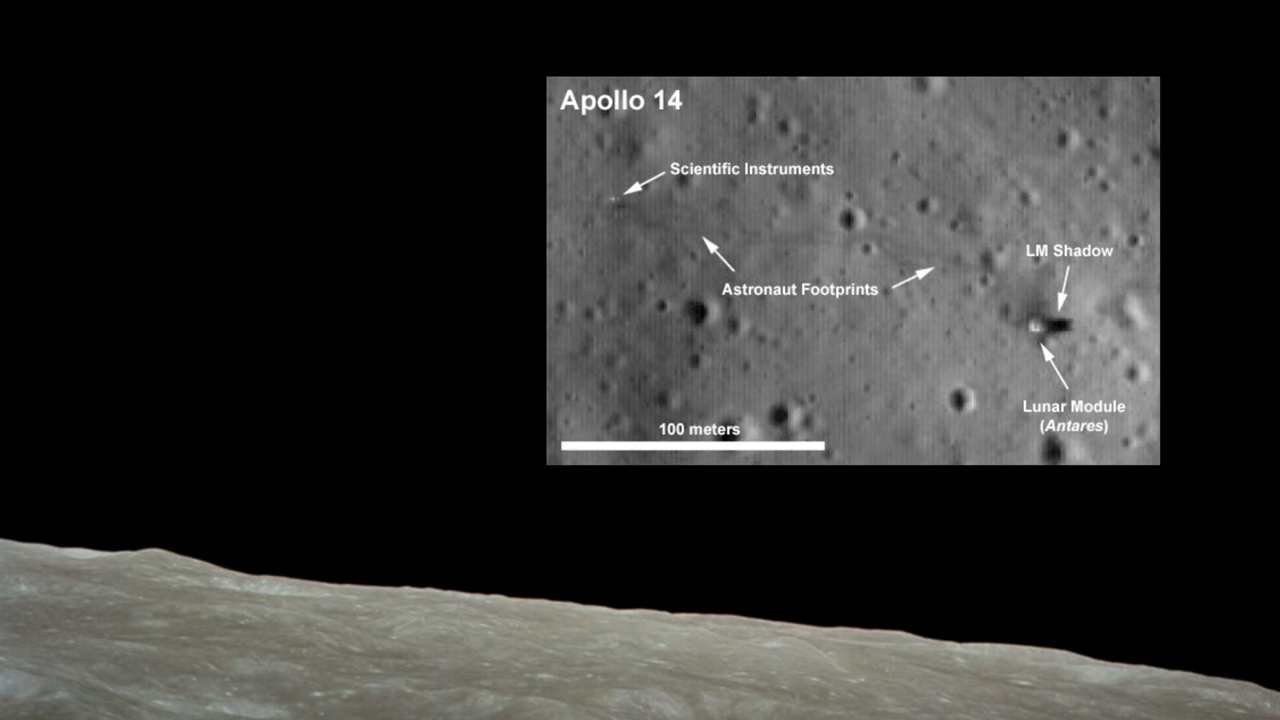 Apollo 14
Scientific Instruments
LM Shadow
Astronaut Footprints
Lunar Module
(Antares)
100 meters